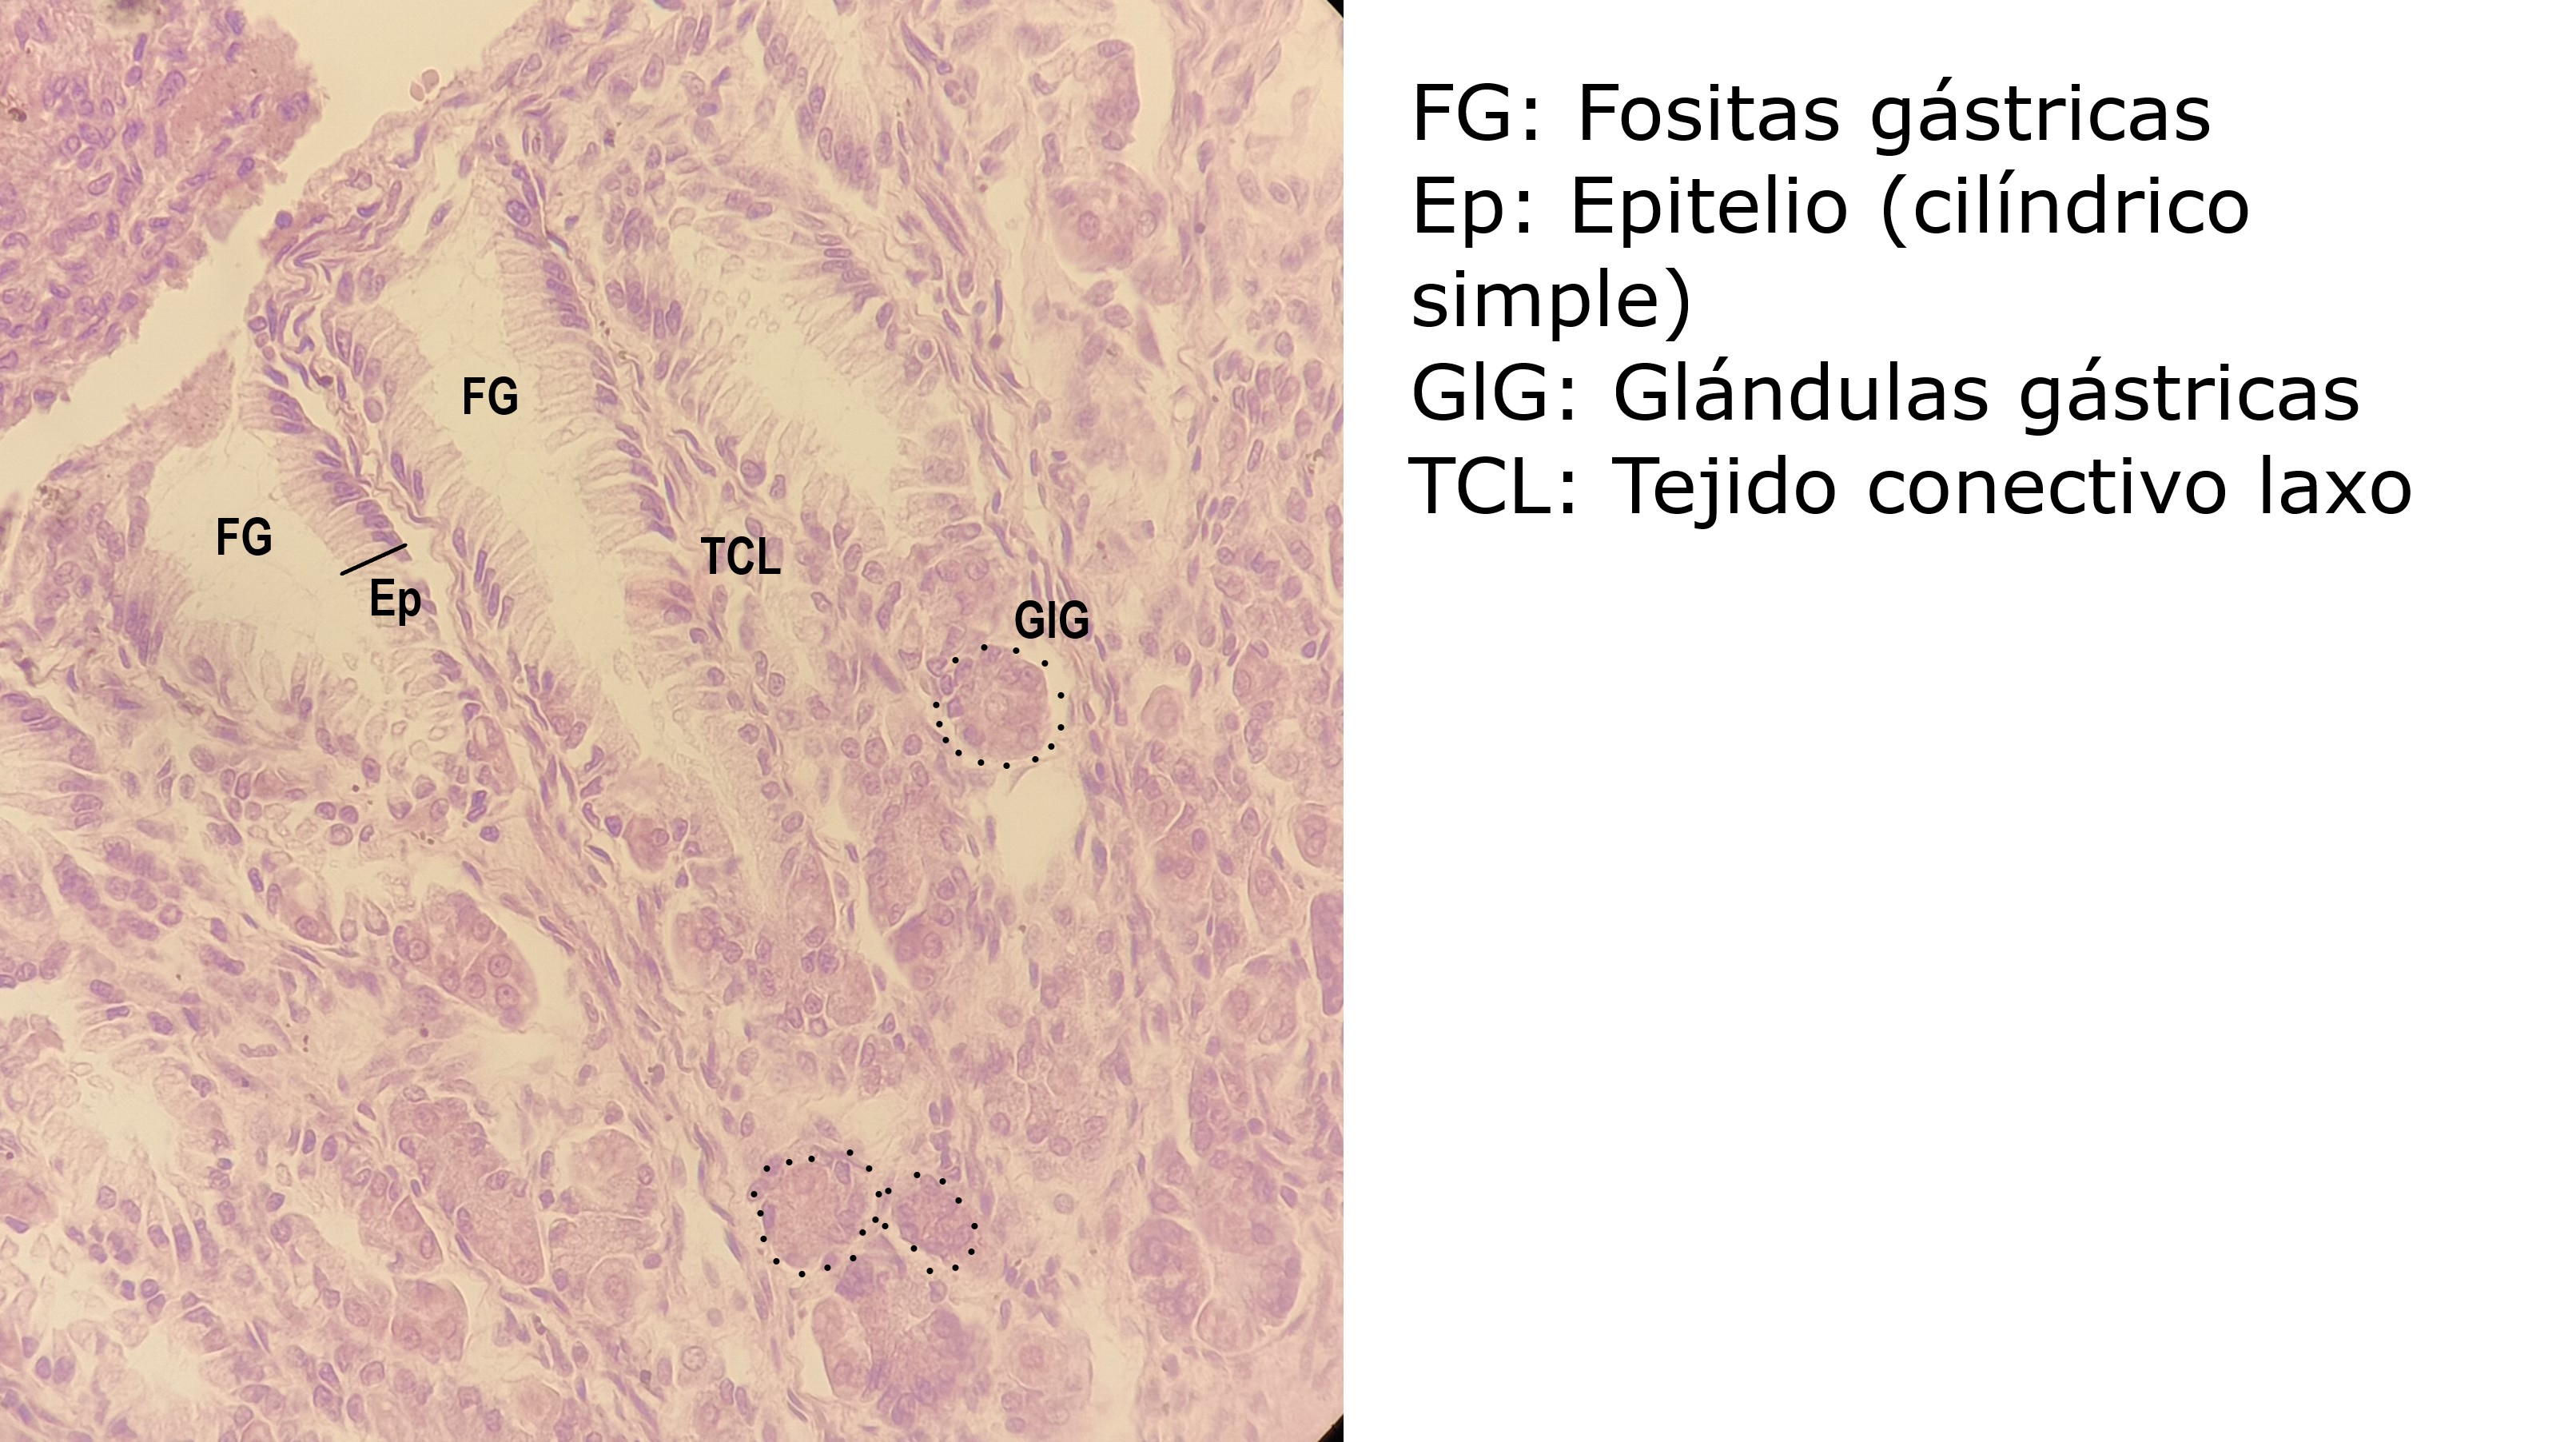 FG
FG
Ep
TCL
GlG
FG: Fositas gástricas
Ep: Epitelio (cilíndrico
simple)
GlG: Glándulas gástricas
TCL: Tejido conectivo laxo